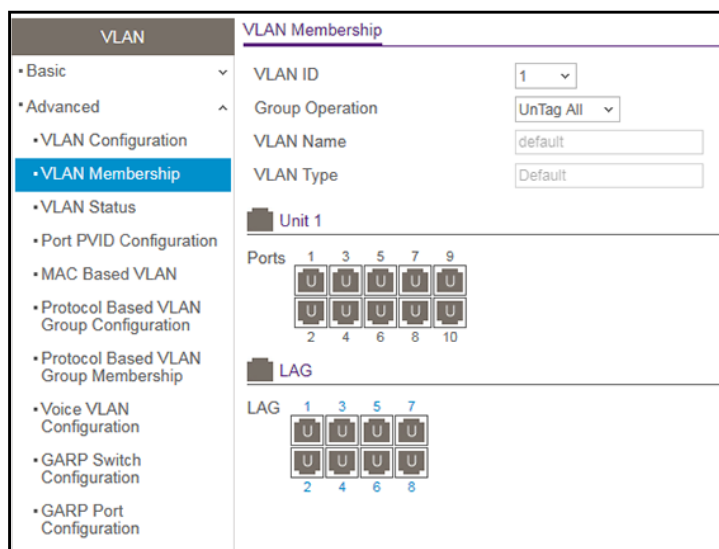 VLAN
Basic
Advanced
VLAN Configuration
VLAN Membership
VLAN Status
Port PVID Configuration
MAC Based VLAN
Protocol Based VLAN
Group Configuration
Protocol Based VLAN
Group Membership
Voice VLAN
Configuration
GARP Switch
Configuration
GARP Port
Configuration
VLAN Membership
VLAN ID 1
Group Operation UnTag All
VLAN Name default
VLAN Type Default
Unit 1
Ports 1 3 5 7 9
U U U U U
U U U U U
2 4 6 8 10
LAG
LAG 1 3 5 7
U U U U
U U U U
2 4 6 8